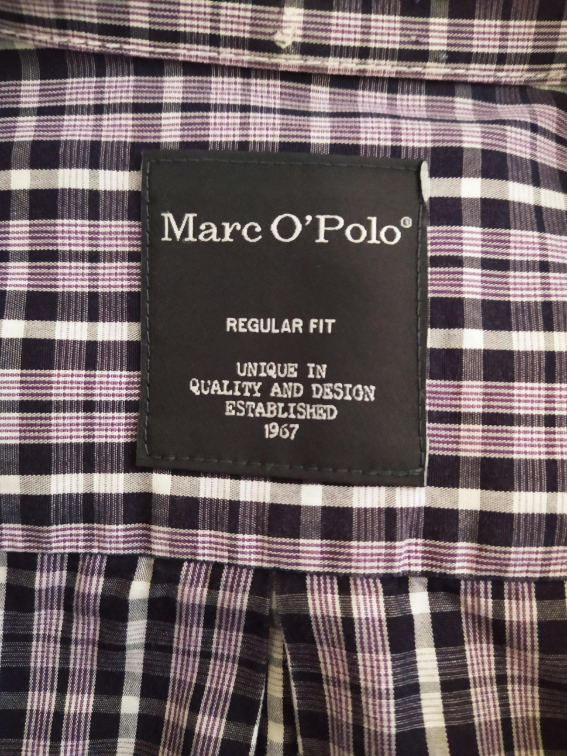 Marc O'Polo®
REGULAR FIT
UNIQUE IN
QUALITY AND DESIGN
ESTABLISHED
1967